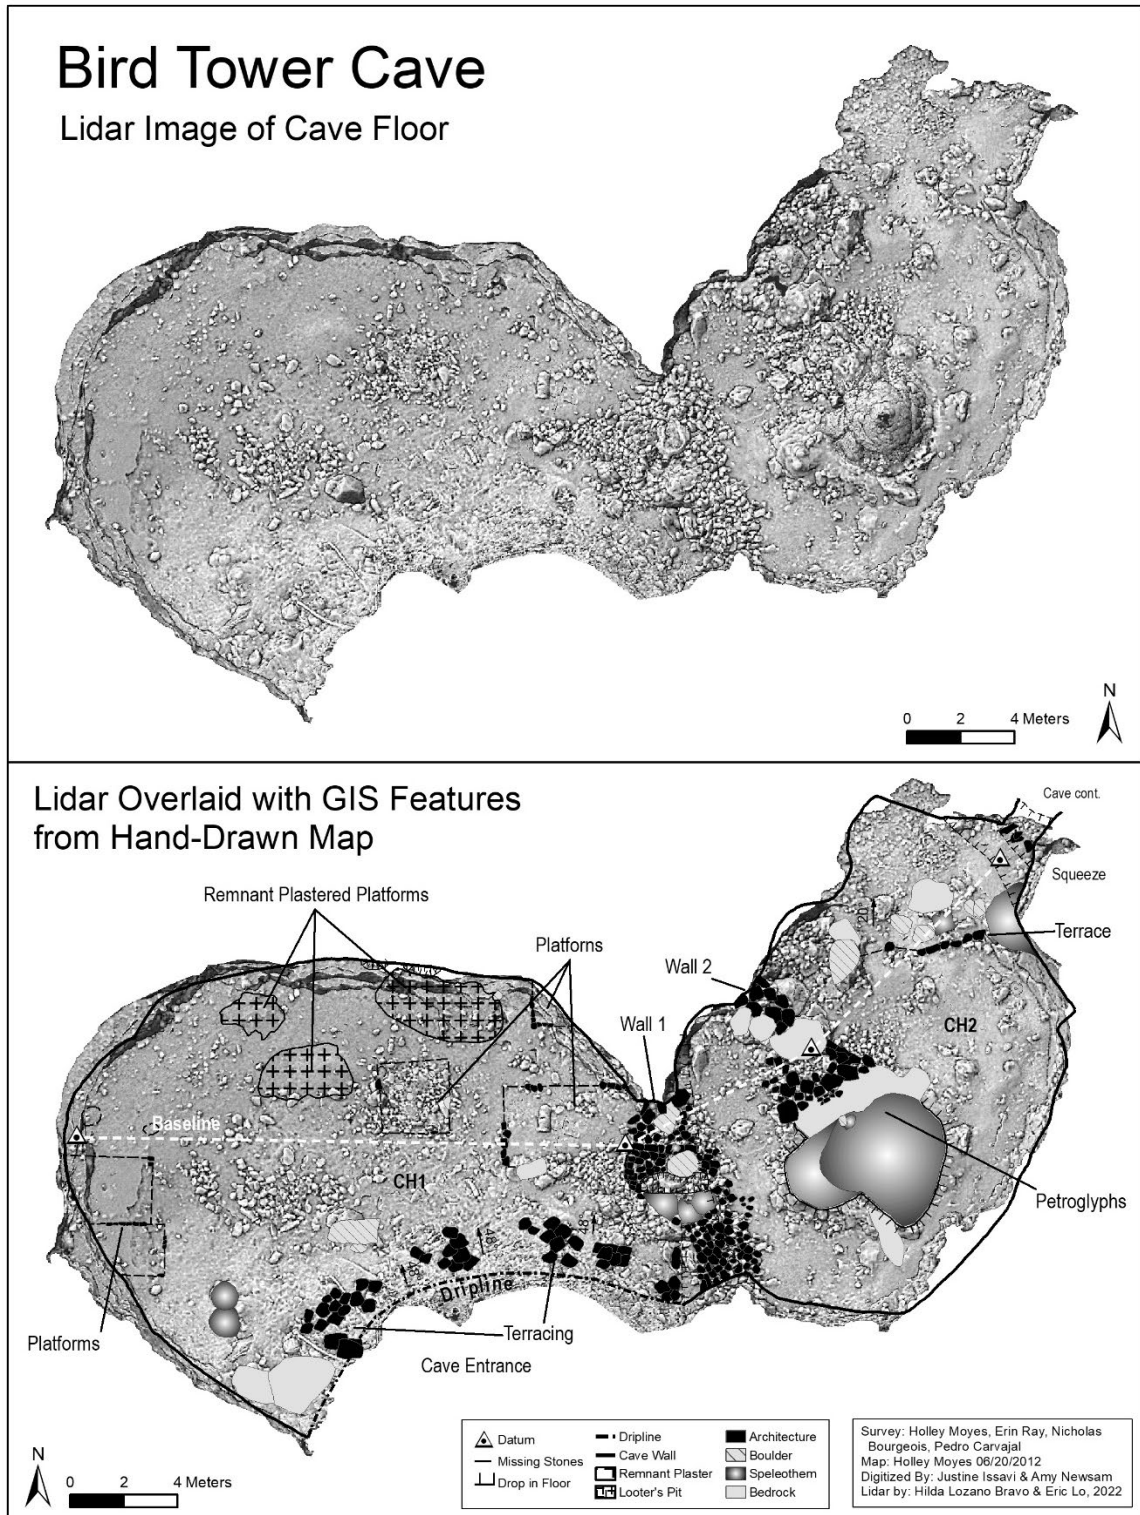 Bird Tower Cave
Lidar Image of Cave Floor
N
0 2 4 Meters
Lidar Overlaid with GIS Features
from Hand-Drawn Map
Cave cont.
Squeeze
Remnant Plastered Platforms
Platforns
20°
Terrace
Wall 2
Wall 1
CH2
Baseline
CH1
Petroglyphs
48°
48°
Dripline
Platforms
Terracing
Cave Entrance
N
0 2 4 Meters
Datum
Missing Stones
Drop in Floor
Dripline
Cave Wall
Remnant Plaster
Looter's Pit
Architecture
Boulder
Speleothem
Bedrock
Survey: Holley Moyes, Erin Ray, Nicholas
Bourgeois, Pedro Carvajal
Map: Holley Moyes 06/20/2012
Digitized By: Justine Issavi & Amy Newsam
Lidar by: Hilda Lozano Bravo & Eric Lo, 2022